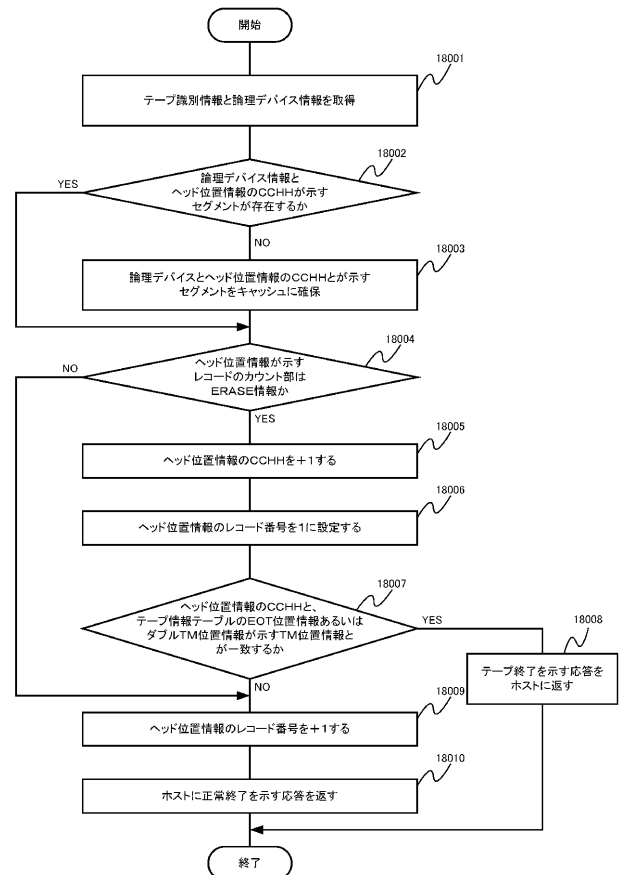 開始
18001
テープ識別情報と論理デバイス情報を取得
18002
論理デバイス情報と
ヘッド位置情報のCCHHが示す
セグメントが存在するか
YES
NO
18003
論理デバイスとヘッド位置情報のCCHHとが示す
セグメントをキャッシュに確保
18004
ヘッド位置情報が示す
レコードのカウント部は
ERASE情報か
NO
YES
18005
ヘッド位置情報のCCHHを+1する
18006
ヘッド位置情報のレコード番号を1に設定する
18007
ヘッド位置情報のCCHHと、
テープ情報テーブルのEOT位置情報あるいは
ダブルTM位置情報が示すTM位置情報と
が一致するか
YES
NO
18008
テープ終了を示す応答を
ホストに返す
18009
ヘッド位置情報のレコード番号を+1する
18010
ホストに正常終了を示す応答を返す
終了